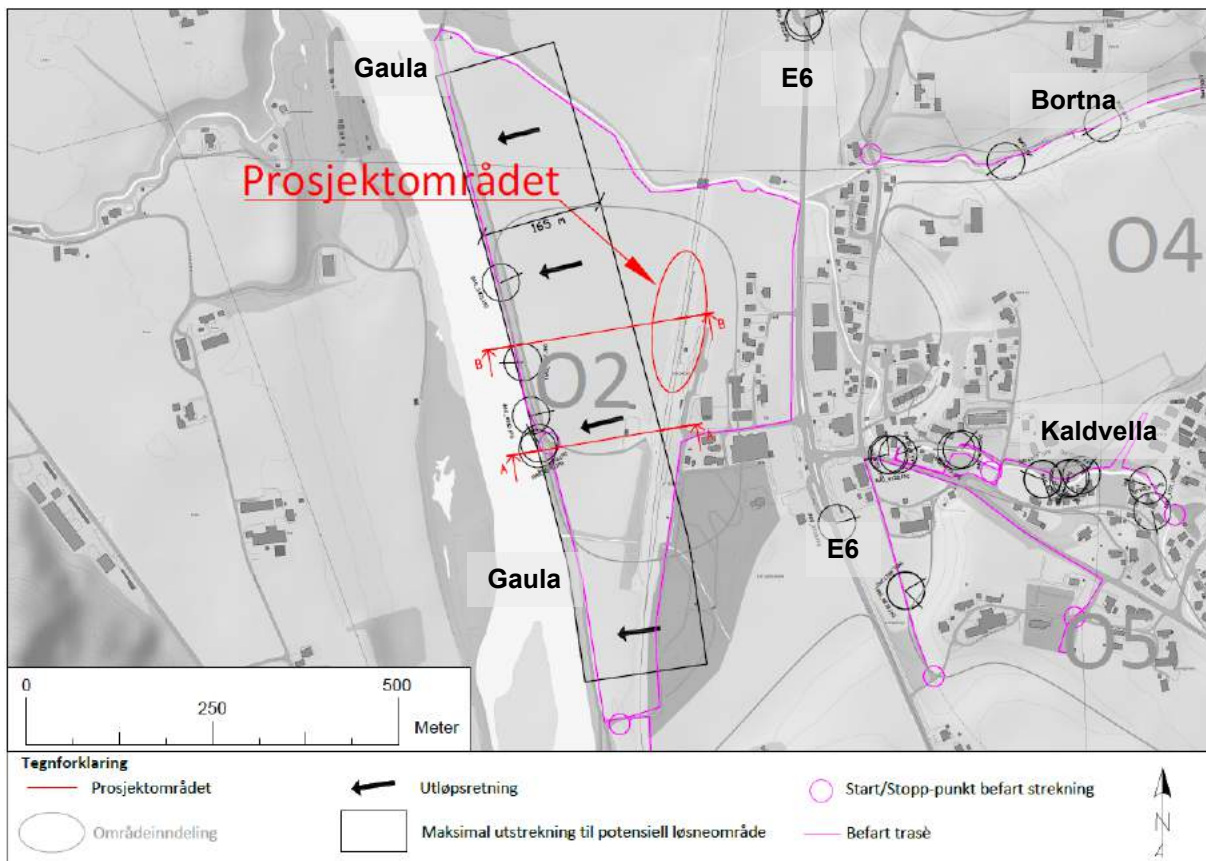 Gaula
E6
Bortna
Prosjektområdet
165 m
O4
B
B
O2
A
A
Kaldvella
E6
Gaula
O5
0
500
250
Meter
Tegnforklaring
Prosjektområdet
Utløpsretning
Start/Stopp-punkt befart strekning
Områdeinndeling
Maksimal utstrekning til potensiell løsneområde
Befart trasè
N